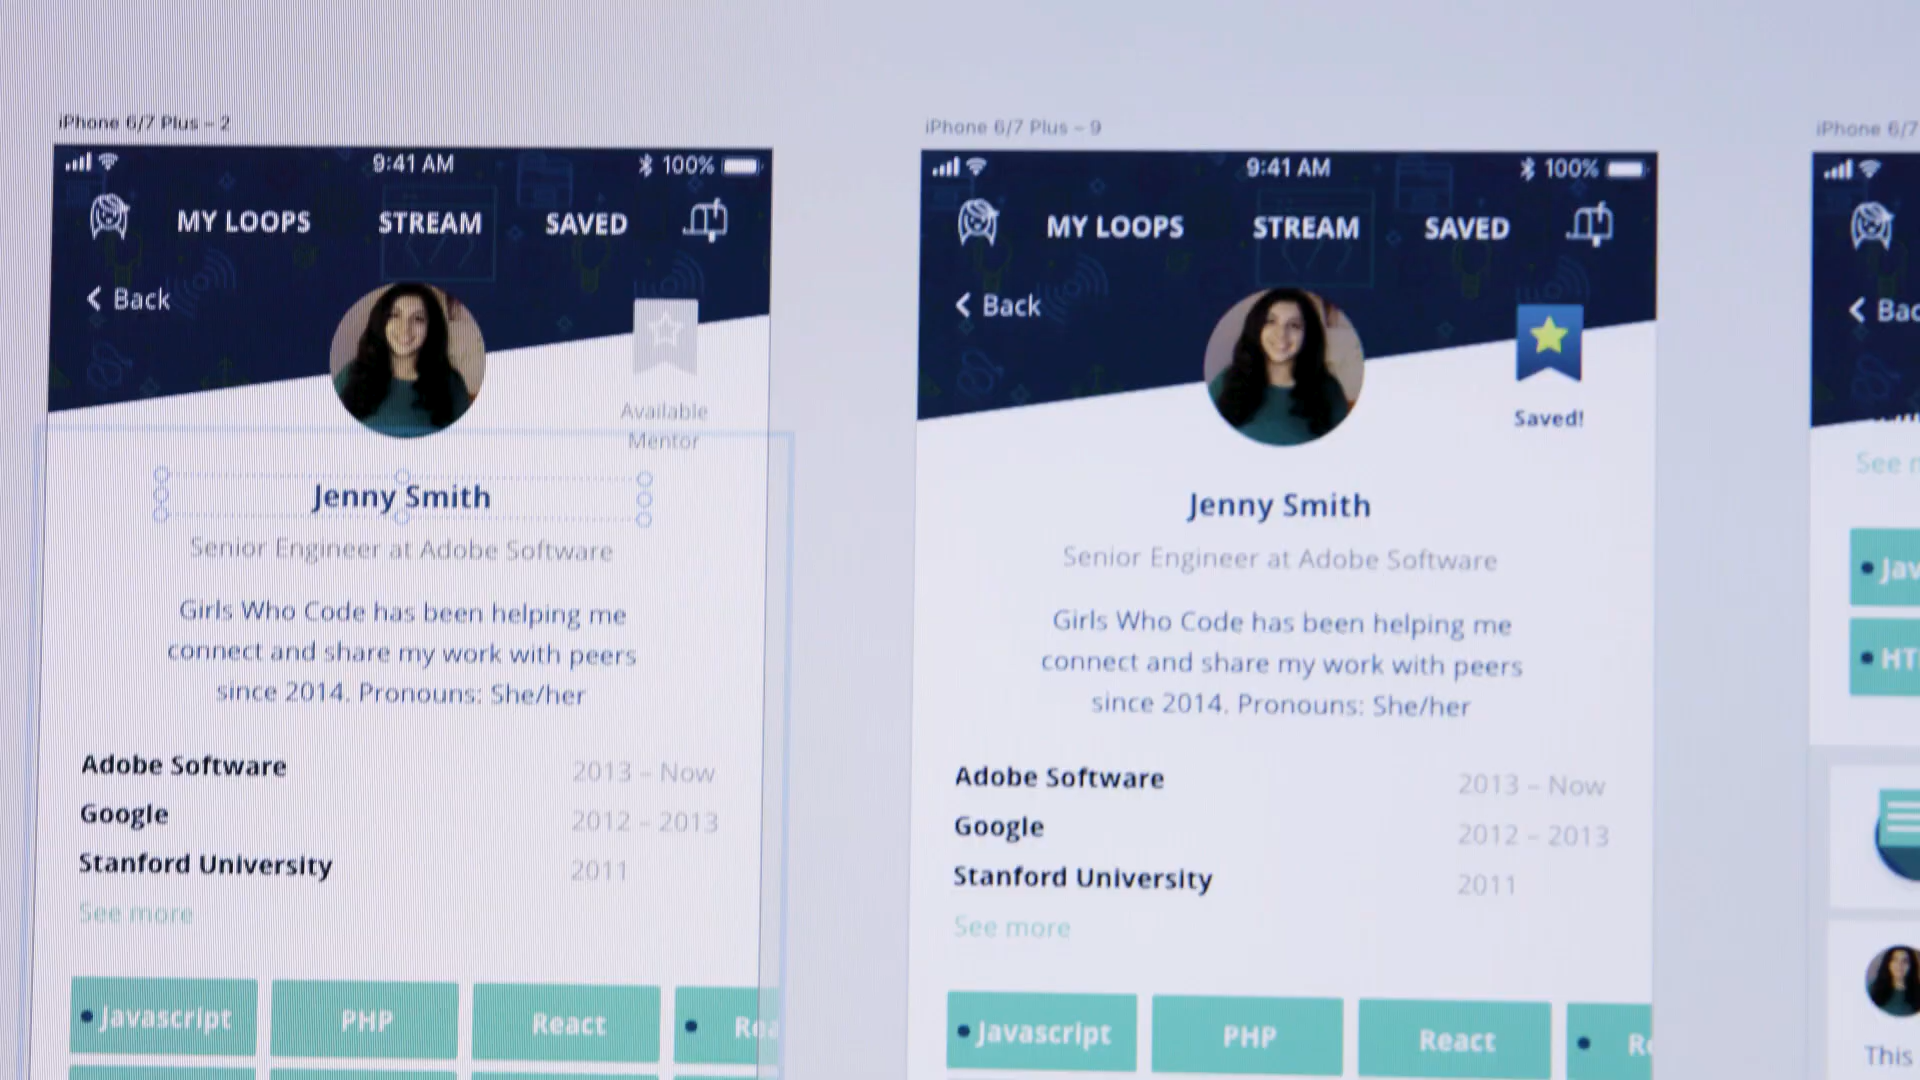 iPhone 6/7 Plus – 2
9:41 AM
100%
MY LOOPS
STREAM
SAVED
Back
Available
Mentor
Jenny Smith
Senior Engineer at Adobe Software
Girls Who Code has been helping me
connect and share my work with peers
since 2014. Pronouns: She/her
Adobe Software 2013 – Now
Google 2012 – 2013
Stanford University 2011
See more
• Javascript
PHP
React
iPhone 6/7 Plus – 9
9:41 AM
100%
MY LOOPS
STREAM
SAVED
Back
Saved!
Jenny Smith
Senior Engineer at Adobe Software
Girls Who Code has been helping me
connect and share my work with peers
since 2014. Pronouns: She/her
Adobe Software 2013 – Now
Google 2012 – 2013
Stanford University 2011
See more
• Javascript
PHP
React
iPhone 6/7
See
This